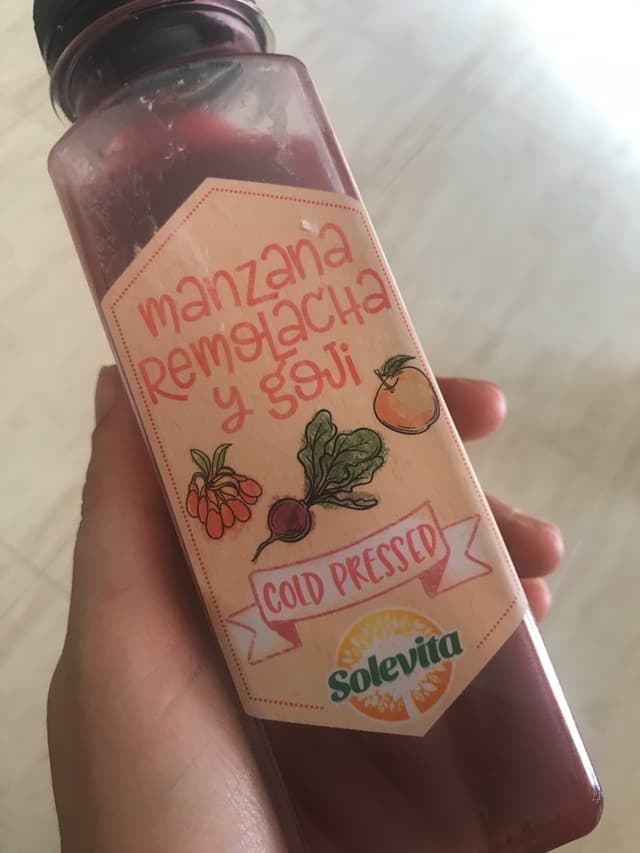 manzana
REMOLACHA
y goji
COLD PRESSED
Solevita